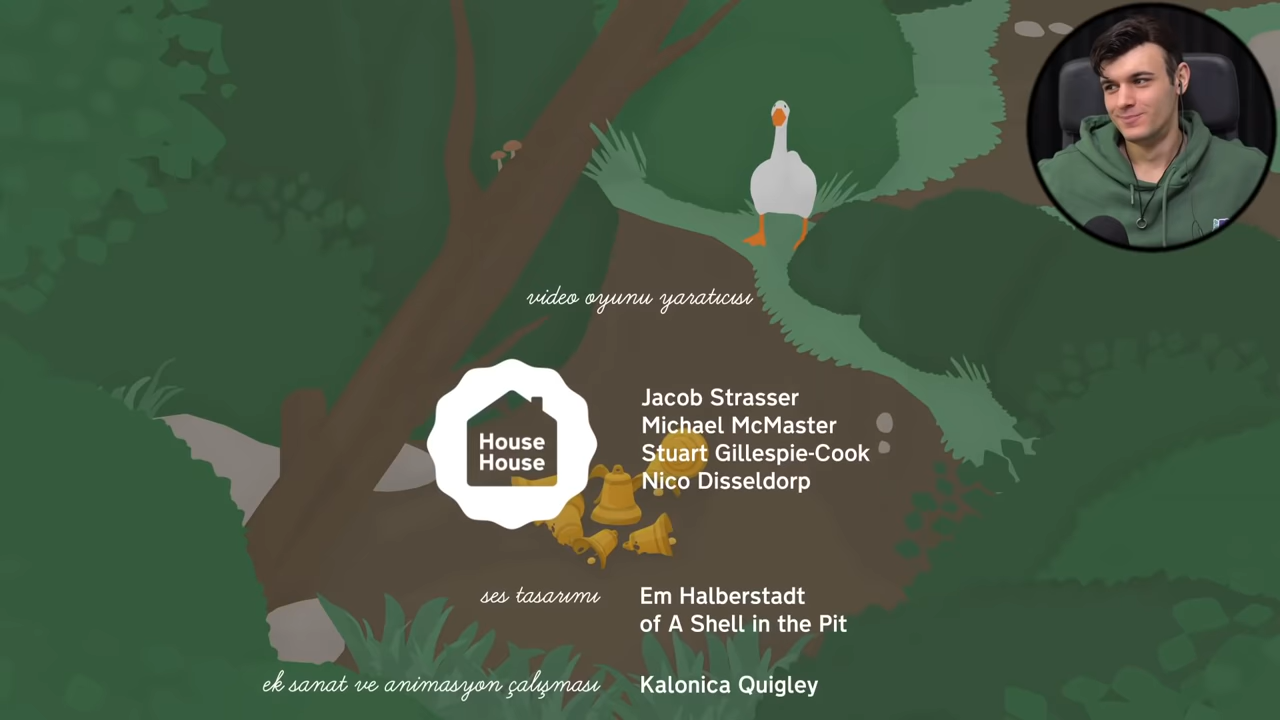 video oyunu yaratıcısı
House
House
Jacob Strasser
Michael McMaster
Stuart Gillespie-Cook
Nico Disseldorp
ses tasarımı
Em Halberstadt
of A Shell in the Pit
ek sanat ve animasyon çalışması
Kalonica Quigley